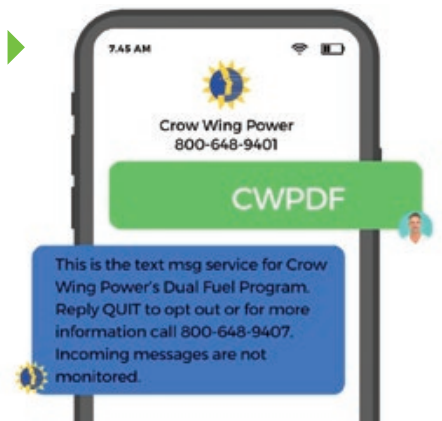 7.45 AM
Crow Wing Power
800-648-9401
CWPDF
This is the text msg service for Crow
Wing Power's Dual Fuel Program.
Reply QUIT to opt out or for more
information call 800-648-9407.
Incoming messages are not
monitored.